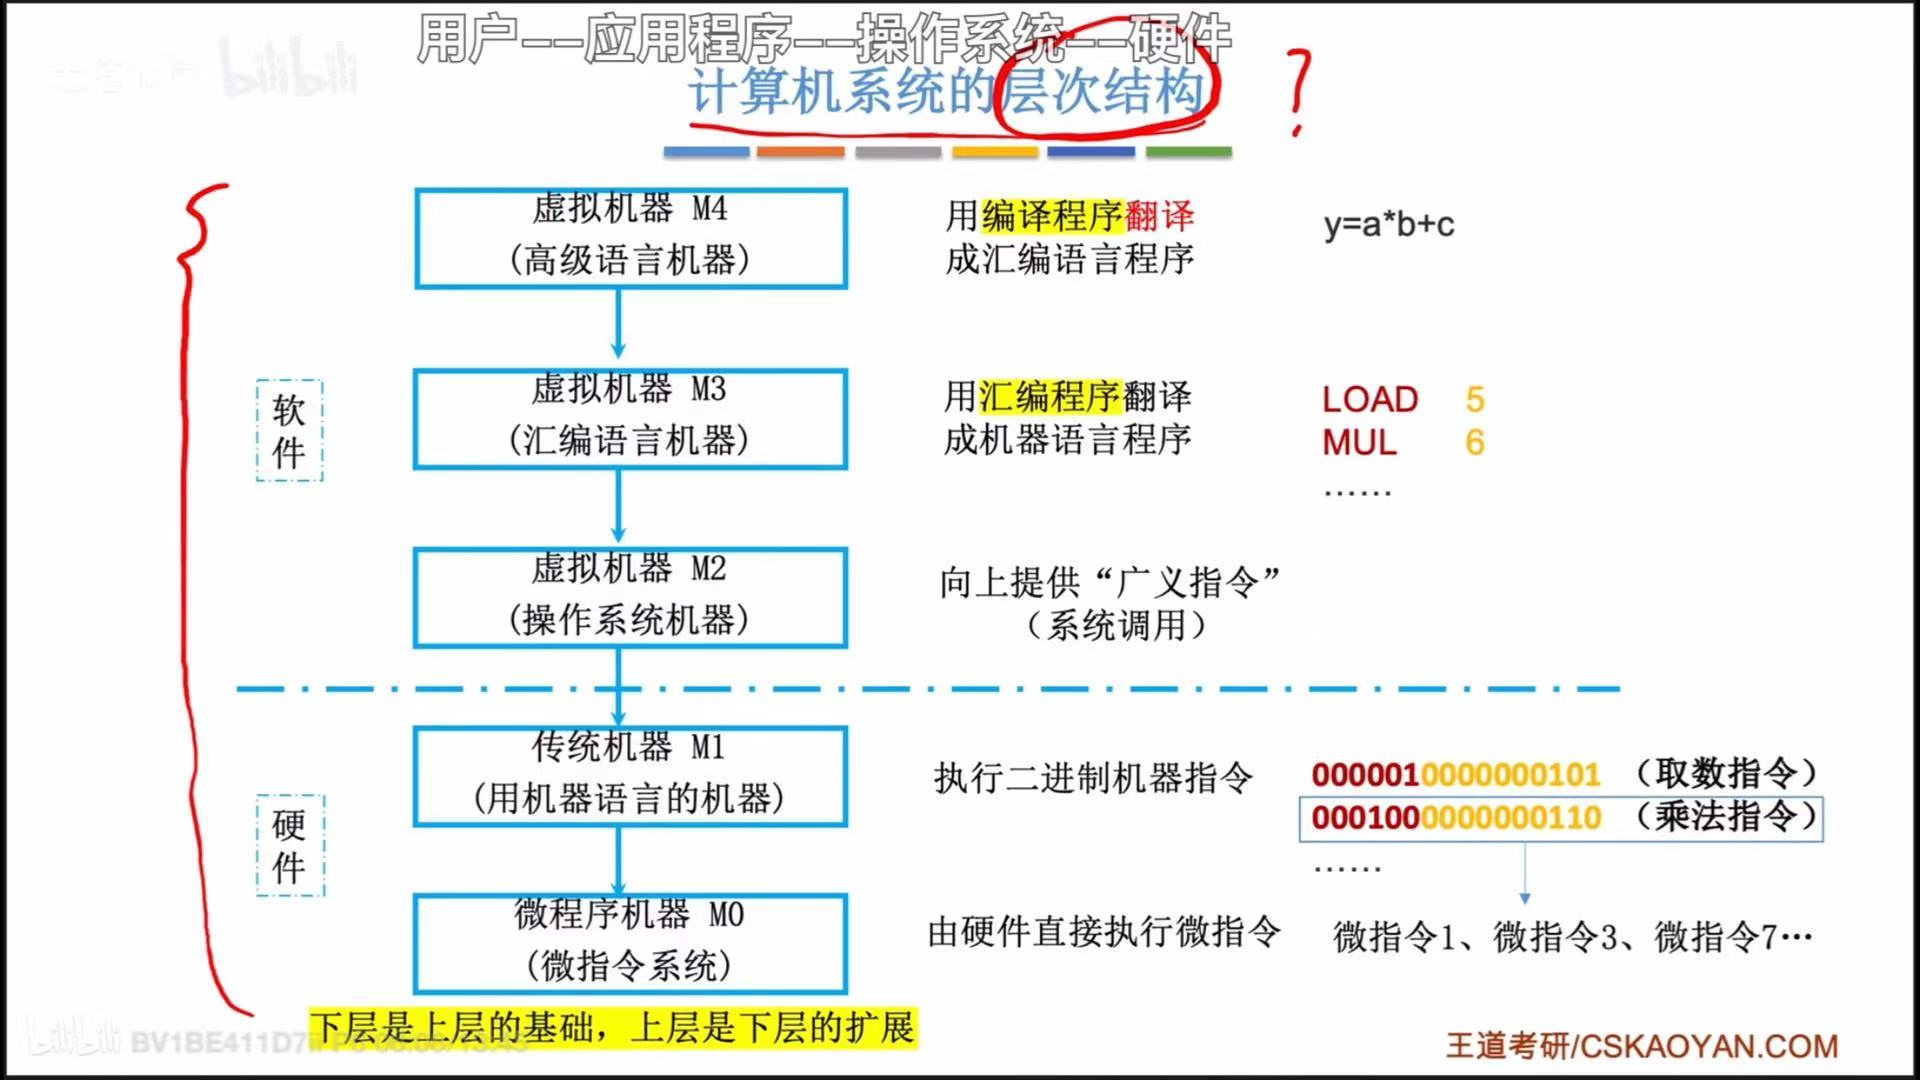 用户--应用程序--操作系统--硬件
bilibili
计算机系统的层次结构
?
虚拟机器 M4
(高级语言机器)
用编译程序翻译
成汇编语言程序
y=a*b+c
软件
虚拟机器 M3
(汇编语言机器)
用汇编程序翻译
成机器语言程序
LOAD 5
MUL 6
……
虚拟机器 M2
(操作系统机器)
向上提供“广义指令”
（系统调用）
硬件
传统机器 M1
(用机器语言的机器)
执行二进制机器指令
0000010000000101 （取数指令）
0001000000000110 （乘法指令）
……
微程序机器 M0
(微指令系统)
由硬件直接执行微指令
微指令1、微指令3、微指令7…
下层是上层的基础，上层是下层的扩展
bilibili
王道考研/CSKAOYAN.COM